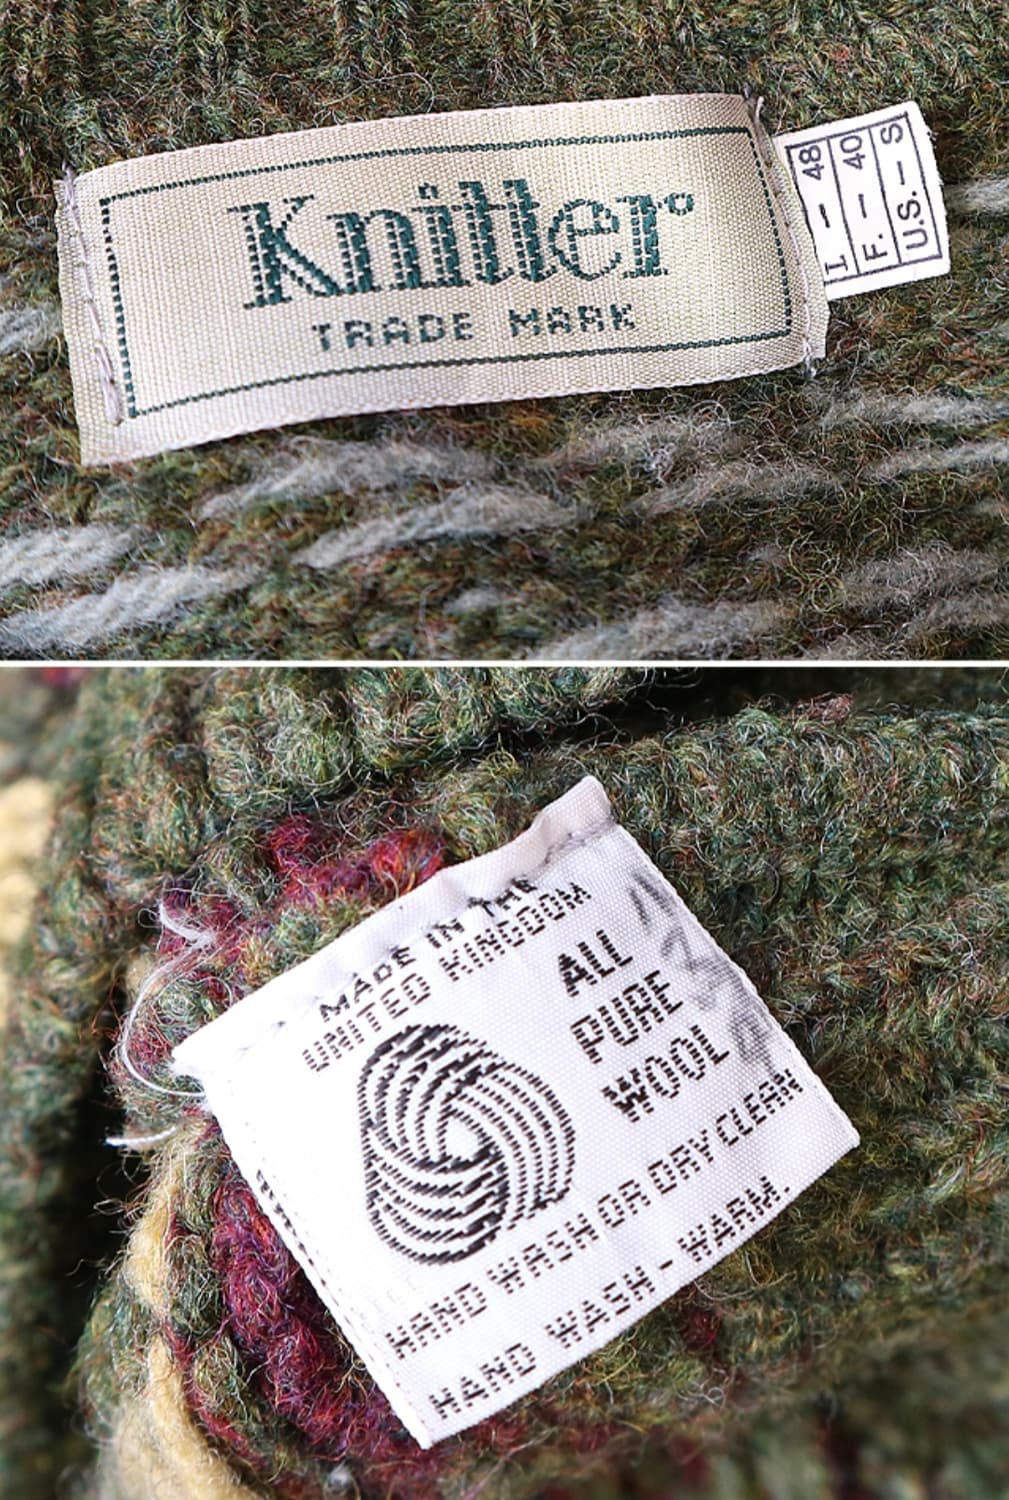 Knitter
TRADE MARK
I. - 48
F. - 40
U.S. - S
MADE IN THE
UNITED KINGDOM
ALL
PURE
WOOL
HAND WASH OR DRY CLEAN
HAND WASH - WARM.